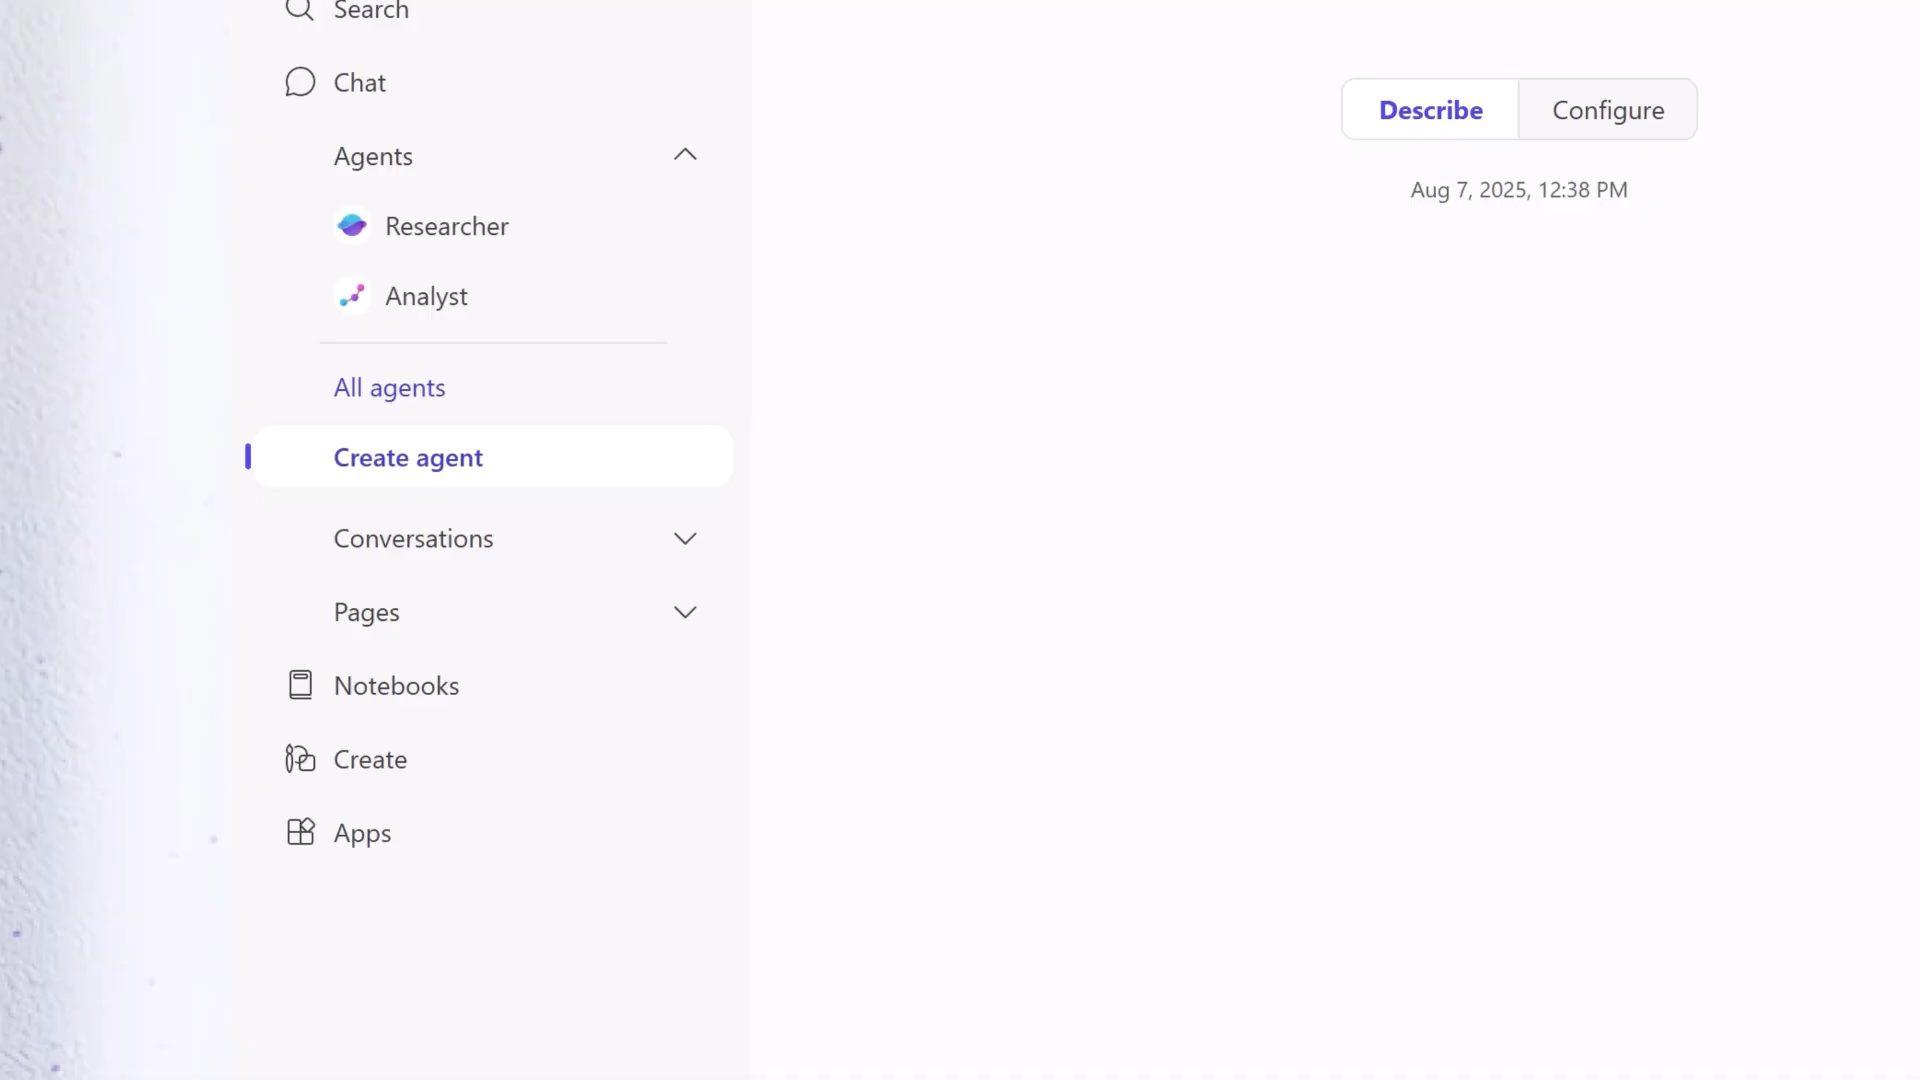 Search
Chat
Agents
Researcher
Analyst
All agents
Create agent
Conversations
Pages
Notebooks
Create
Apps
Describe
Configure
Aug 7, 2025, 12:38 PM